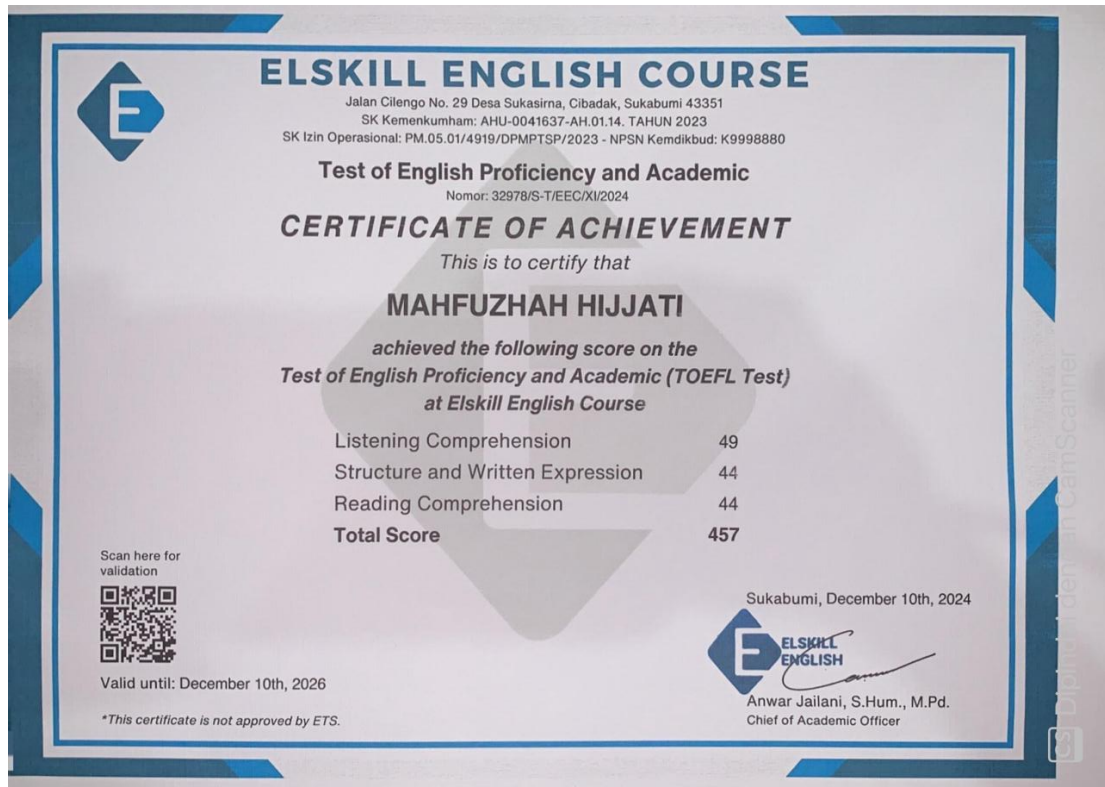 ELSKILL ENGLISH COURSE
Jalan Cilengo No. 29 Desa Sukasirna, Cibadak, Sukabumi 43351
SK Kemenkumham: AHU-0041637-AH.01.14. TAHUN 2023
SK Izin Operasional: PM.05.01/4919/DPMPTSP/2023 - NPSN Kemdikbud: K9998880
Test of English Proficiency and Academic
Nomor: 32978/S-T/EEC/XI/2024
CERTIFICATE OF ACHIEVEMENT
This is to certify that
MAHFUZHAH HIJJATI
achieved the following score on the
Test of English Proficiency and Academic (TOEFL Test)
at Elskill English Course
Listening Comprehension 49
Structure and Written Expression 44
Reading Comprehension 44
Total Score 457
Scan here for
validation
Valid until: December 10th, 2026
*This certificate is not approved by ETS.
Sukabumi, December 10th, 2024
ELSKILL
ENGLISH
Anwar Jailani, S.Hum., M.Pd.
Chief of Academic Officer
CS Dipindai dengan CamScanner